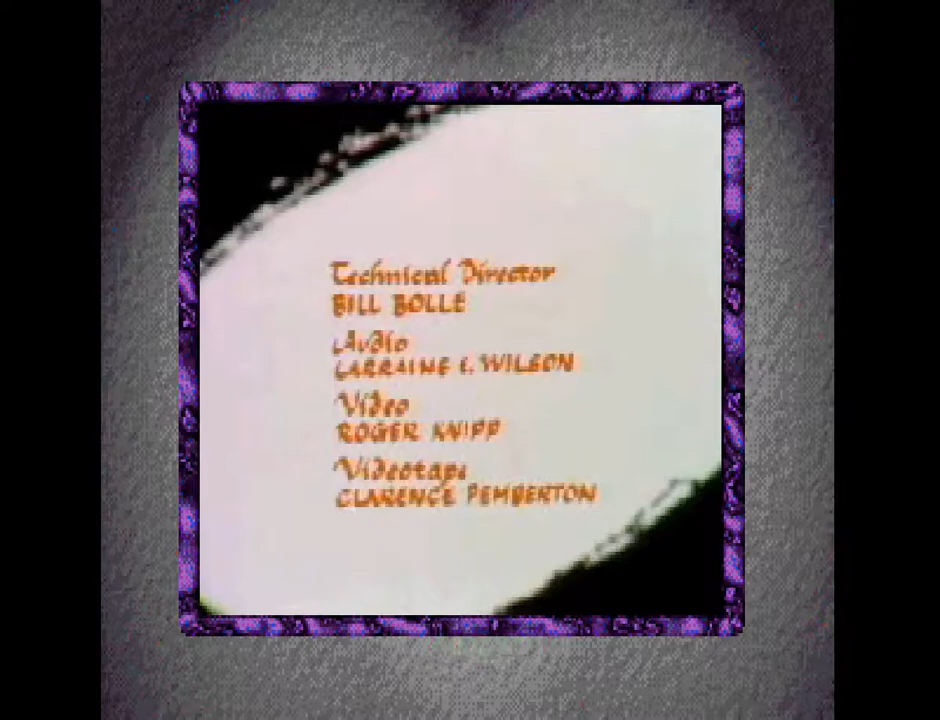 Technical Director
BILL BOLLE
Audio
LARRAINE E. WILSON
Video
ROGER KNIPP
Videotape
CLARENCE PEMBERTON